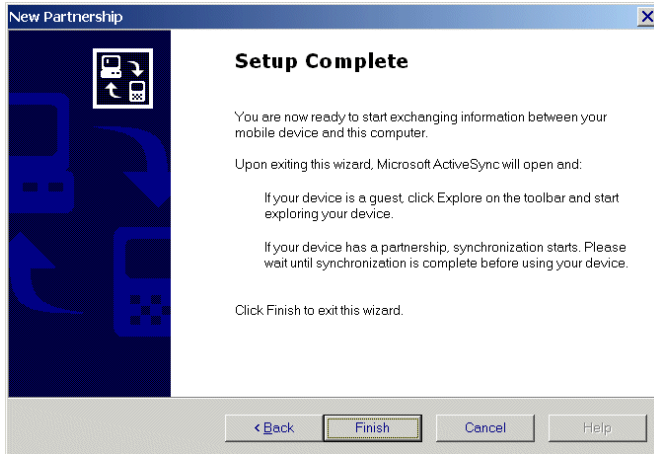 New Partnership
Setup Complete
You are now ready to start exchanging information between your
mobile device and this computer.
Upon exiting this wizard, Microsoft ActiveSync will open and:
If your device is a guest, click Explore on the toolbar and start
exploring your device.
If your device has a partnership, synchronization starts. Please
wait until synchronization is complete before using your device.
Click Finish to exit this wizard.
< Back Finish Cancel Help